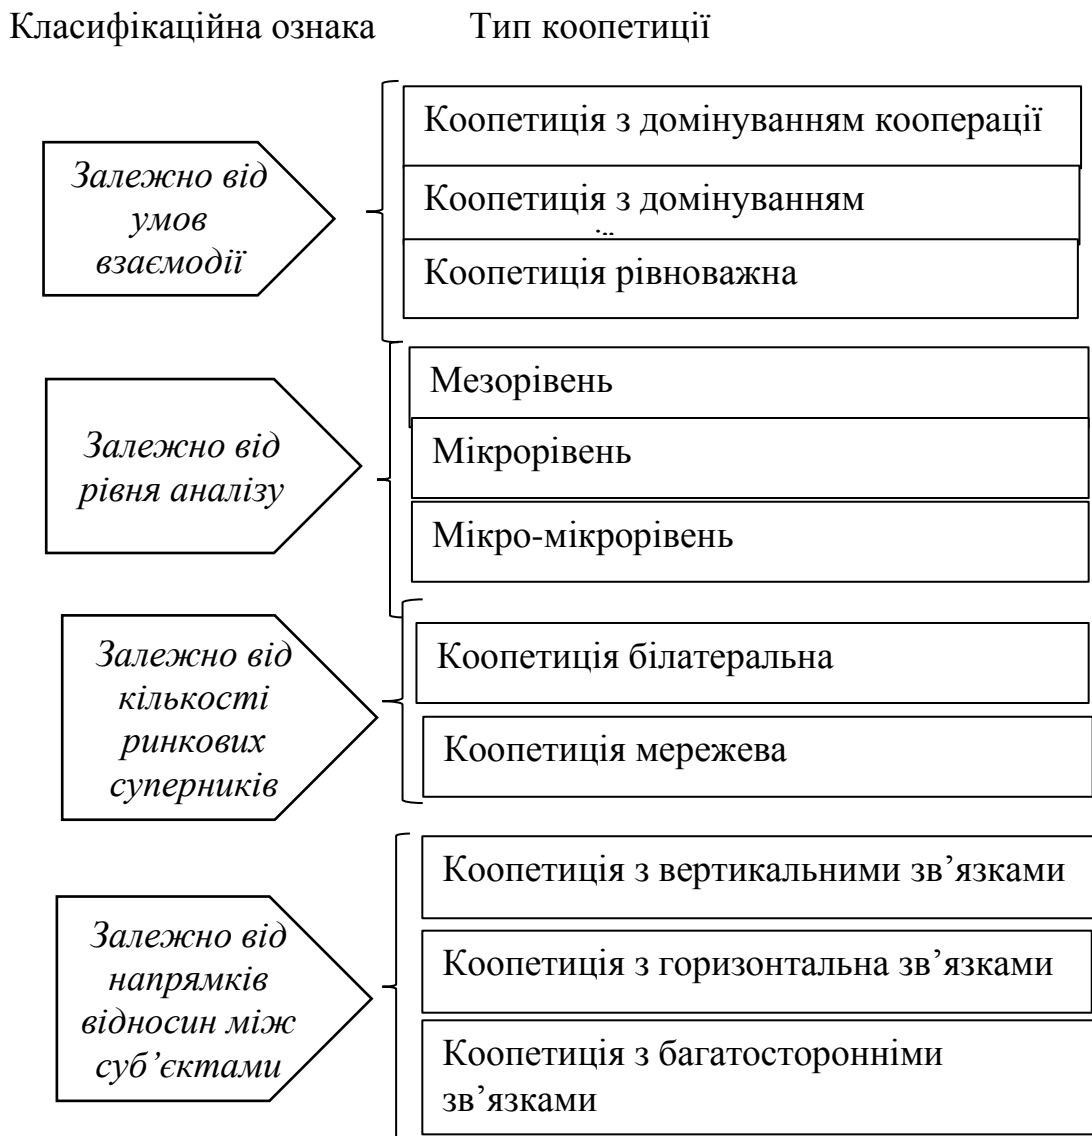 Класифікаційна ознака Тип коопетиції
Залежно від
умов
взаємодії
Коопетиція з домінуванням кооперації
Коопетиція з домінуванням
Коопетиція рівноважна
Залежно від
рівня аналізу
Мезорівень
Мікрорівень
Мікро-мікрорівень
Залежно від
кількості
ринкових
суперників
Коопетиція білатеральна
Коопетиція мережева
Залежно від
напрямків
відносин між
суб’єктами
Коопетиція з вертикальними зв’язками
Коопетиція з горизонтальна зв’язками
Коопетиція з багатосторонніми
зв’язками